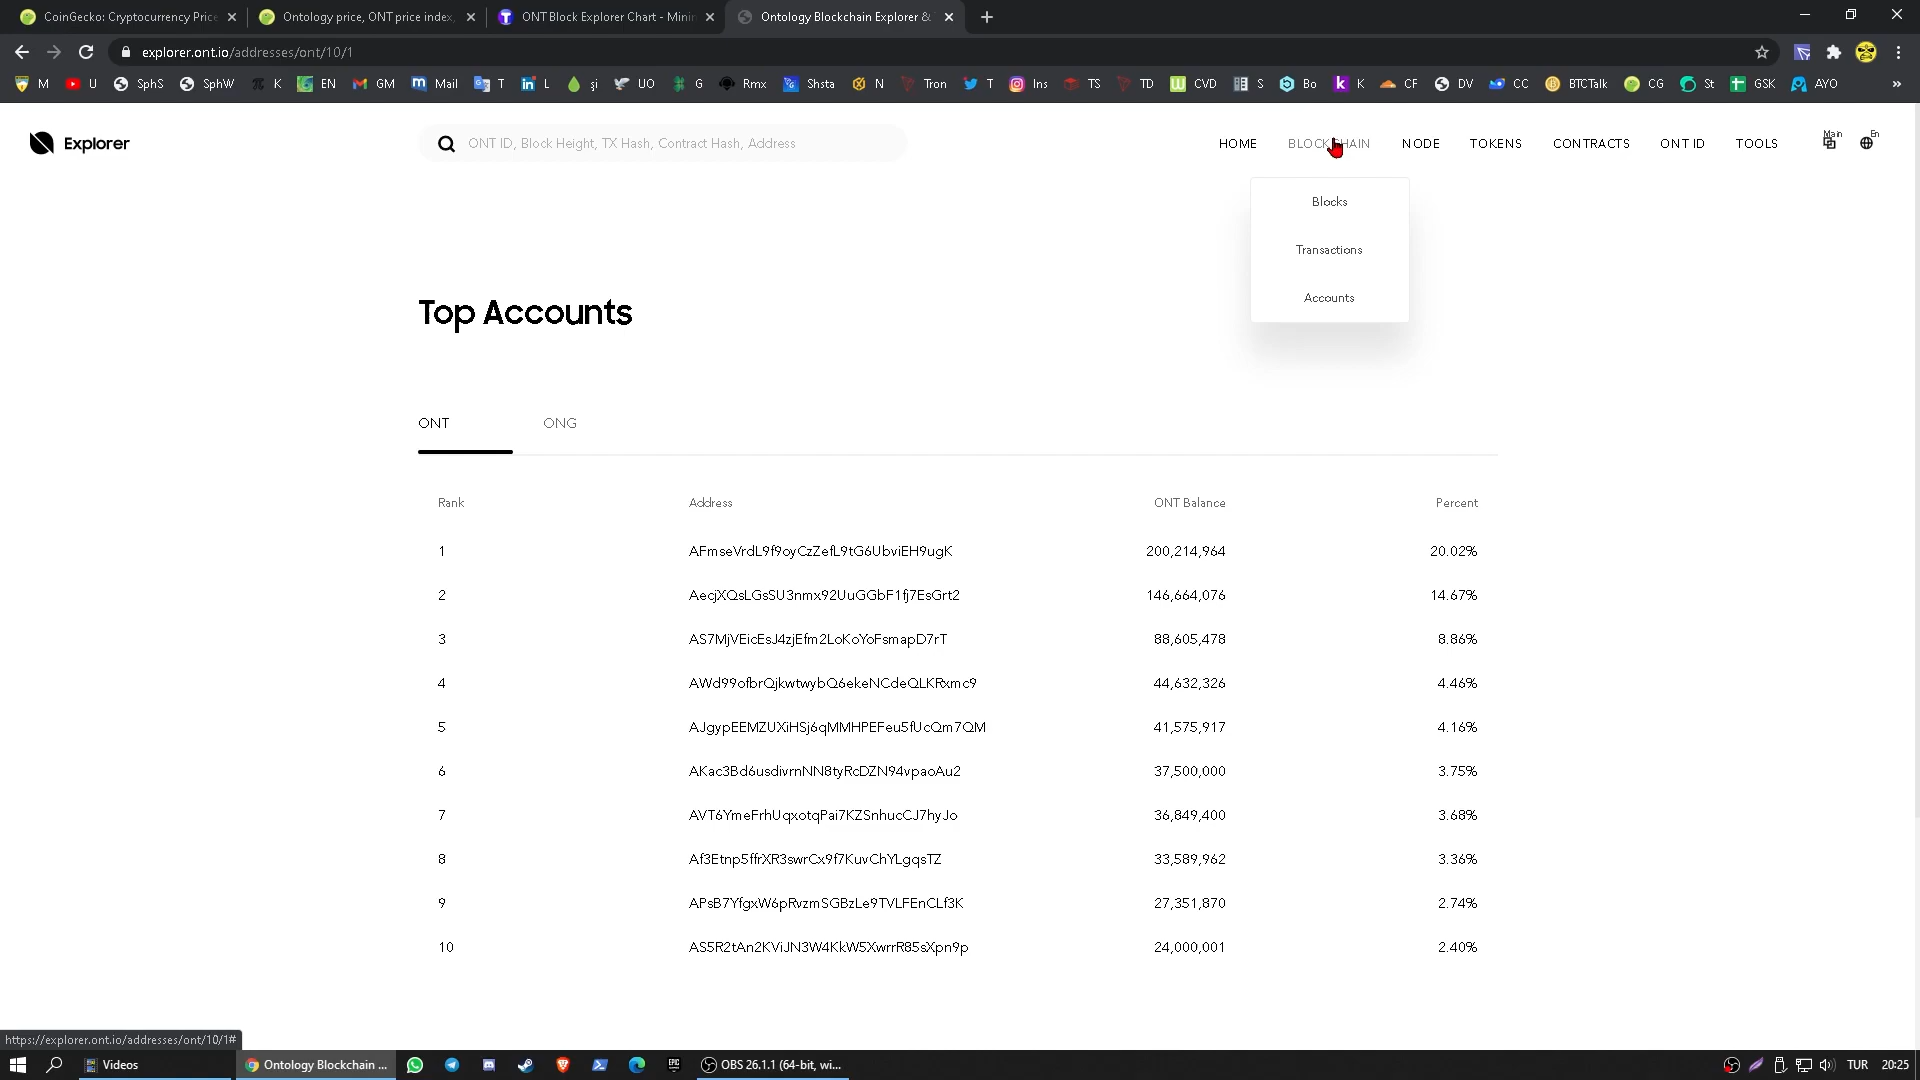 CoinGecko: Cryptocurrency Price
Ontology price, ONT price index,
ONT Block Explorer Chart - Minin
Ontology Blockchain Explorer &
explorer.ont.io/addresses/ont/10/1
M U SphS SphW K EN GM Mail T L şi UO G Rmx Shsta N Tron T Ins TS TD CVD S Bo K CF DV CC BTCTalk CG St GSK AYO »
Explorer
ONT ID, Block Height, TX Hash, Contract Hash, Address
HOME BLOCKCHAIN NODE TOKENS CONTRACTS ONT ID TOOLS Main En
Blocks
Transactions
Accounts
Top Accounts
ONT ONG
Rank Address ONT Balance Percent
1 AFmseVrdL9f9oyCzZefL9tG6UbviEH9ugK 200,214,964 20.02%
2 AecjXQsLGsSU3nmx92UuGGbF1fj7EsGrt2 146,664,076 14.67%
3 AS7MjVEicEsJ4zjEfm2LoKoYoFsmapD7rT 88,605,478 8.86%
4 AWd99ofbrQjkwtwybQ6ekeNCdeQLKRxmc9 44,632,326 4.46%
5 AJgypEEMZUXiHSj6qMMHPEFeu5fUcQm7QM 41,575,917 4.16%
6 AKac3Bd6usdivrnNN8tyRcDZN94vpaoAu2 37,500,000 3.75%
7 AVT6YmeFrhUqxotqPai7KZSnhucCJ7hyJo 36,849,400 3.68%
8 Af3Etnp5ffrXR3swrCx9f7KuvChYLgqsTZ 33,589,962 3.36%
9 APsB7YfgxW6pRvzmSGBzLe9TVLFEnCLf3K 27,351,870 2.74%
10 AS5R2tAn2KViJN3W4KkW5XwrrR85sXpn9p 24,000,001 2.40%
https://explorer.ont.io/addresses/ont/10/1#
Videos Ontology Blockchain ... EPIC OBS 26.1.1 (64-bit, wi... TUR 20:25